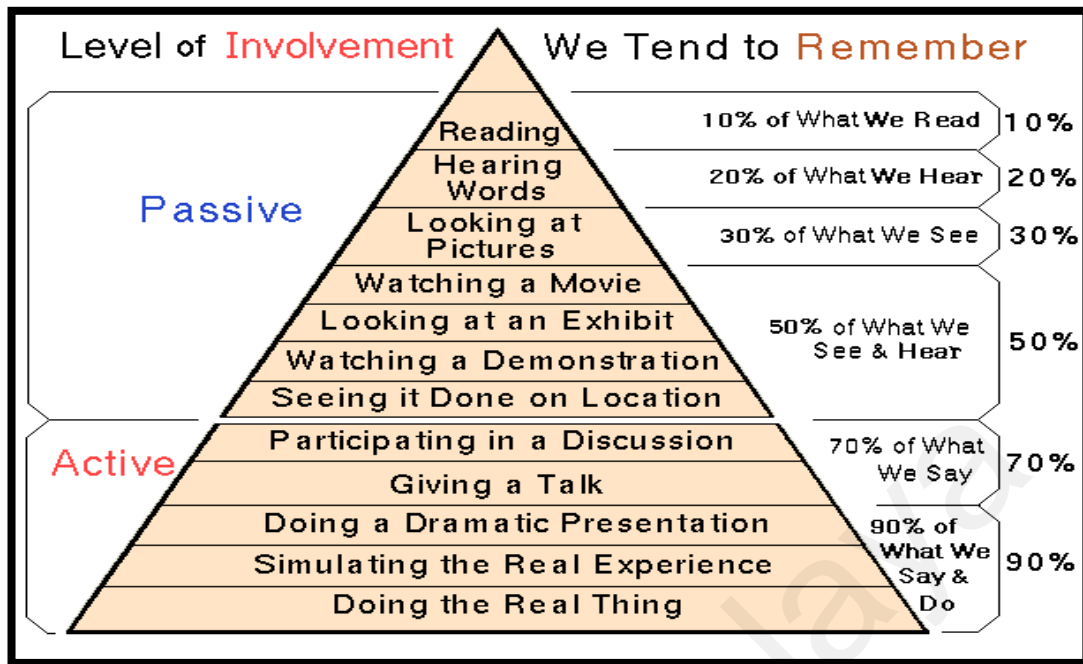 Level of Involvement
We Tend to Remember
Passive
Active
Reading
Hearing
Words
Looking at
Pictures
Watching a Movie
Looking at an Exhibit
Watching a Demonstration
Seeing it Done on Location
Participating in a Discussion
Giving a Talk
Doing a Dramatic Presentation
Simulating the Real Experience
Doing the Real Thing
10% of What We Read
10%
20% of What We Hear
20%
30% of What We See
30%
50% of What We
See & Hear
50%
70% of What
We Say
70%
90% of
What We
Say &
Do
90%